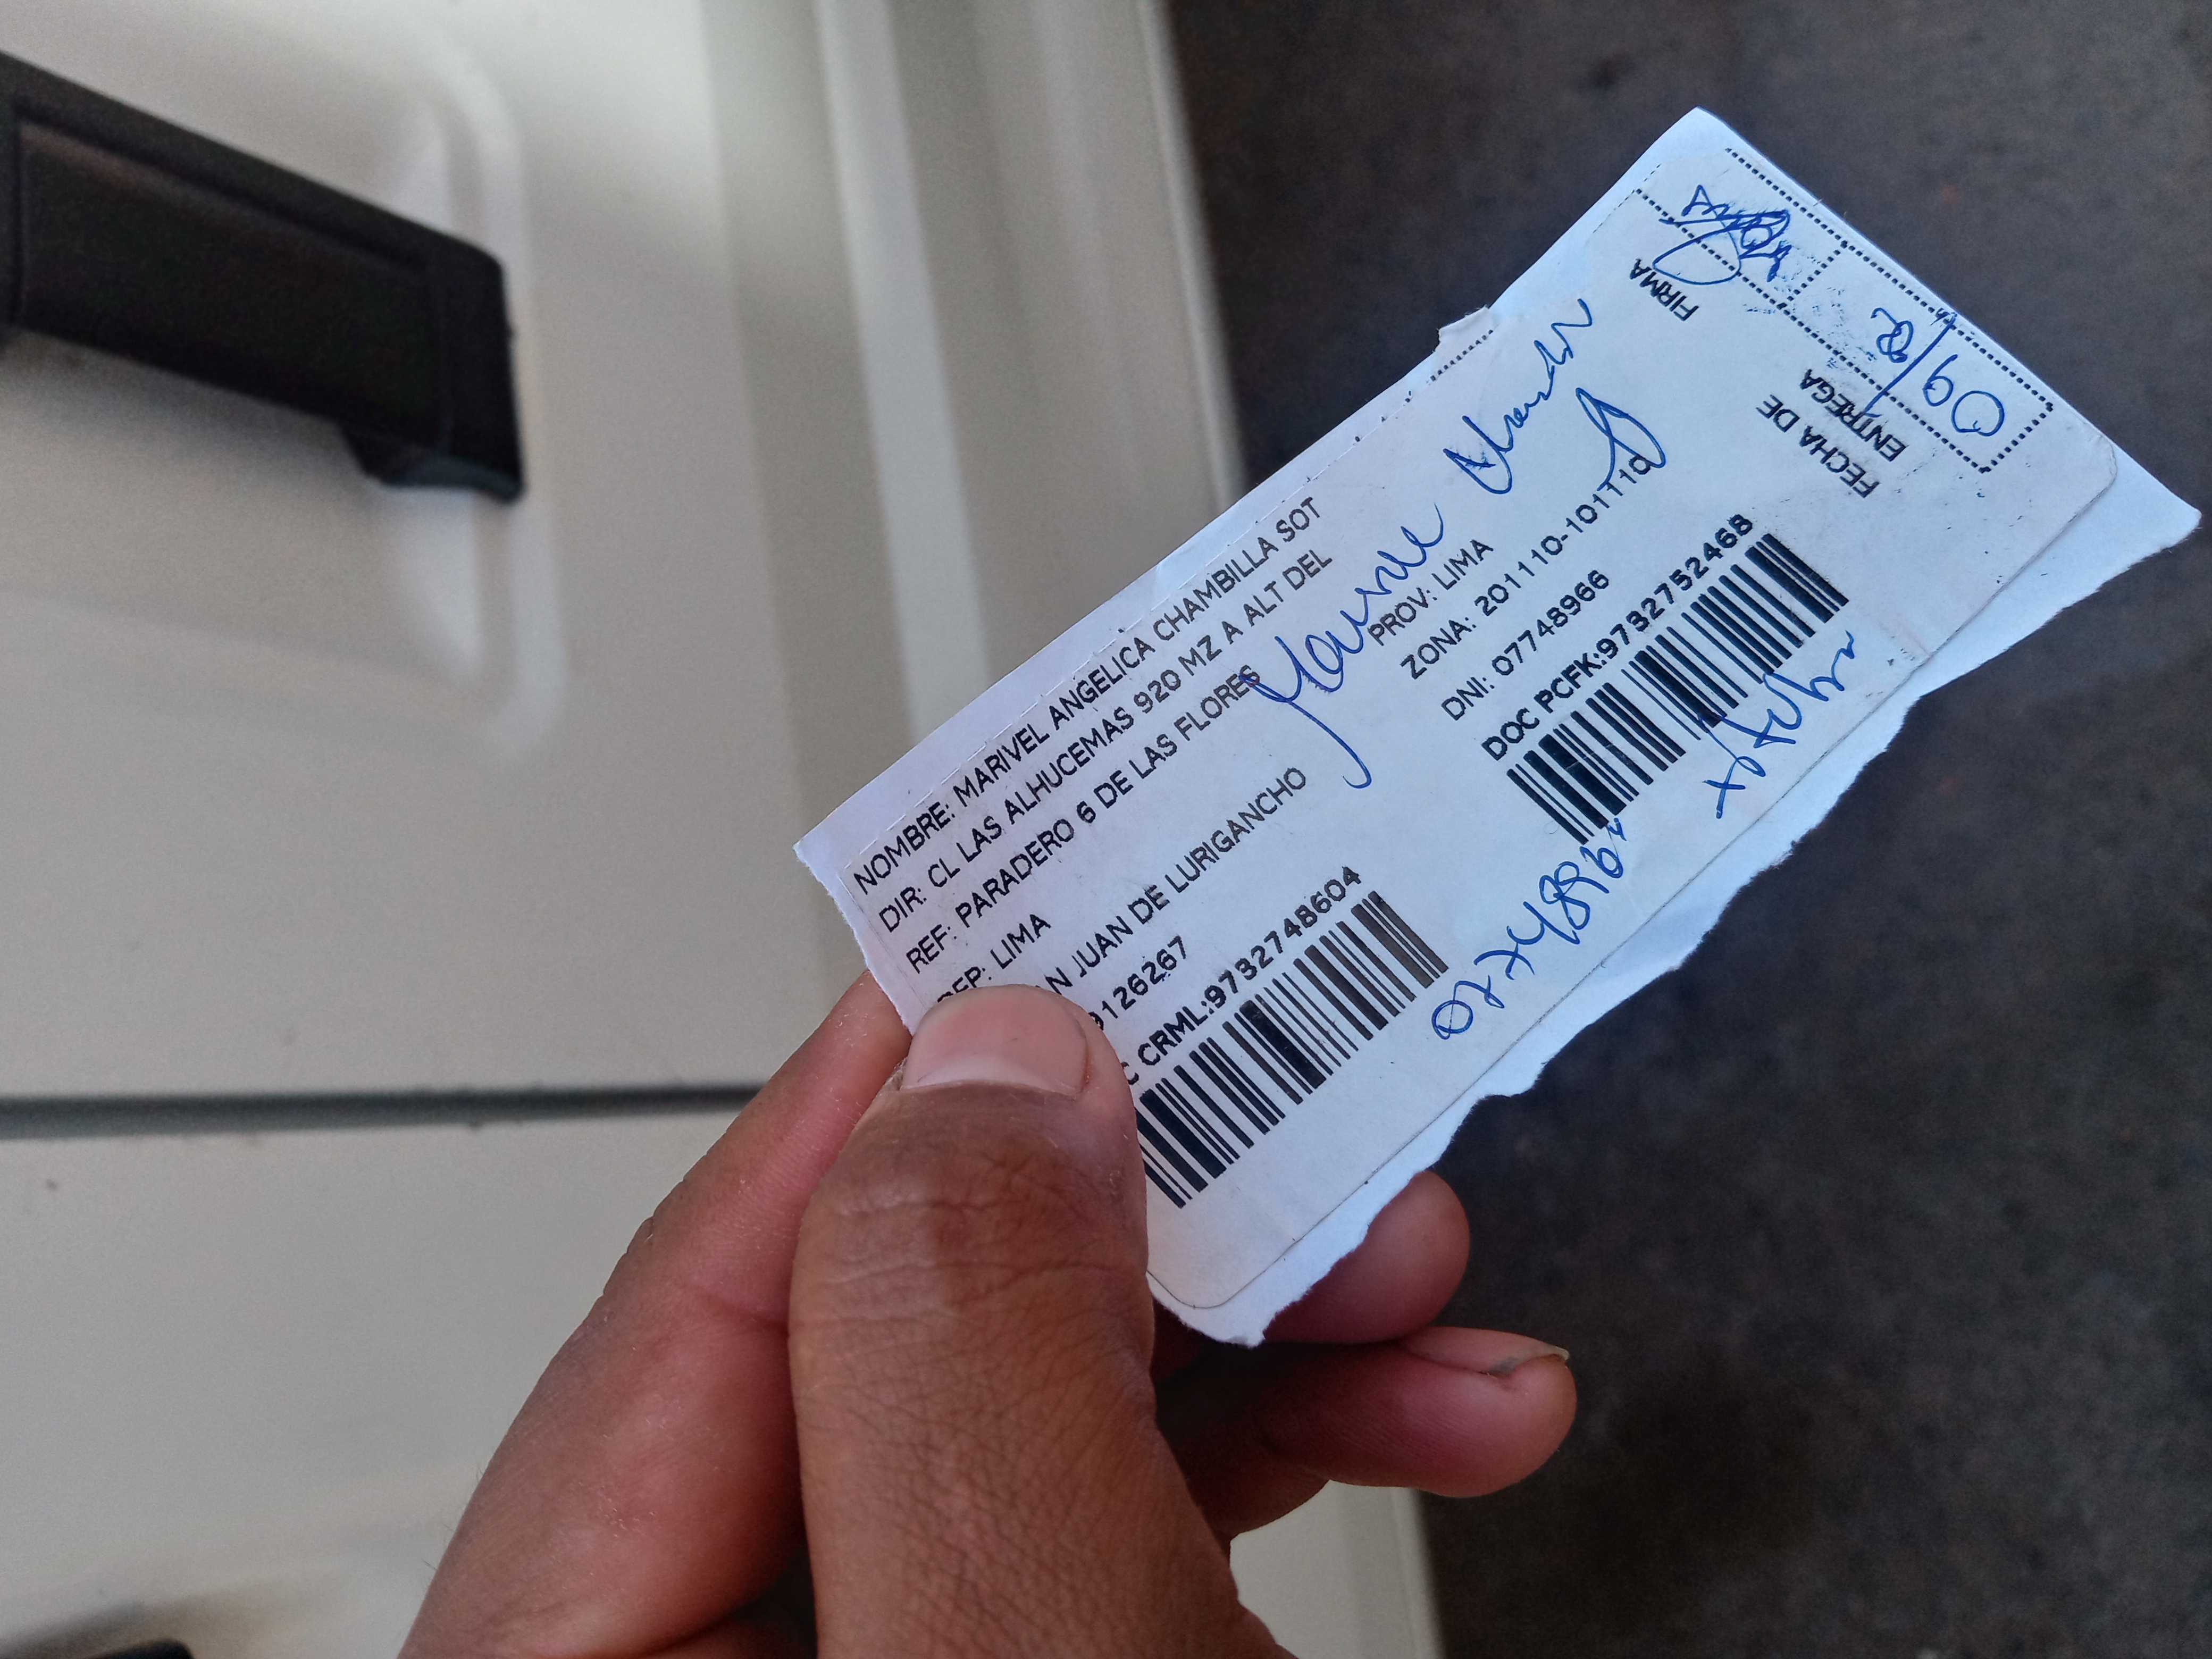 NOMBRE: MARIVEL ANGELICA CHAMBILLA SOT
DIR: CL LAS ALHUCEMAS 920 MZ A ALT DEL
REF: PARADERO 6 DE LAS FLORES
DEP: LIMA
PROV: LIMA
AN JUAN DE LURIGANCHO
ZONA: 201110-101110
9126267
DNI: 07748966
C CRML:9732748604
DOC PCFK:9732752468
FIRMA
FECHA DE
ENTREGA
09/12